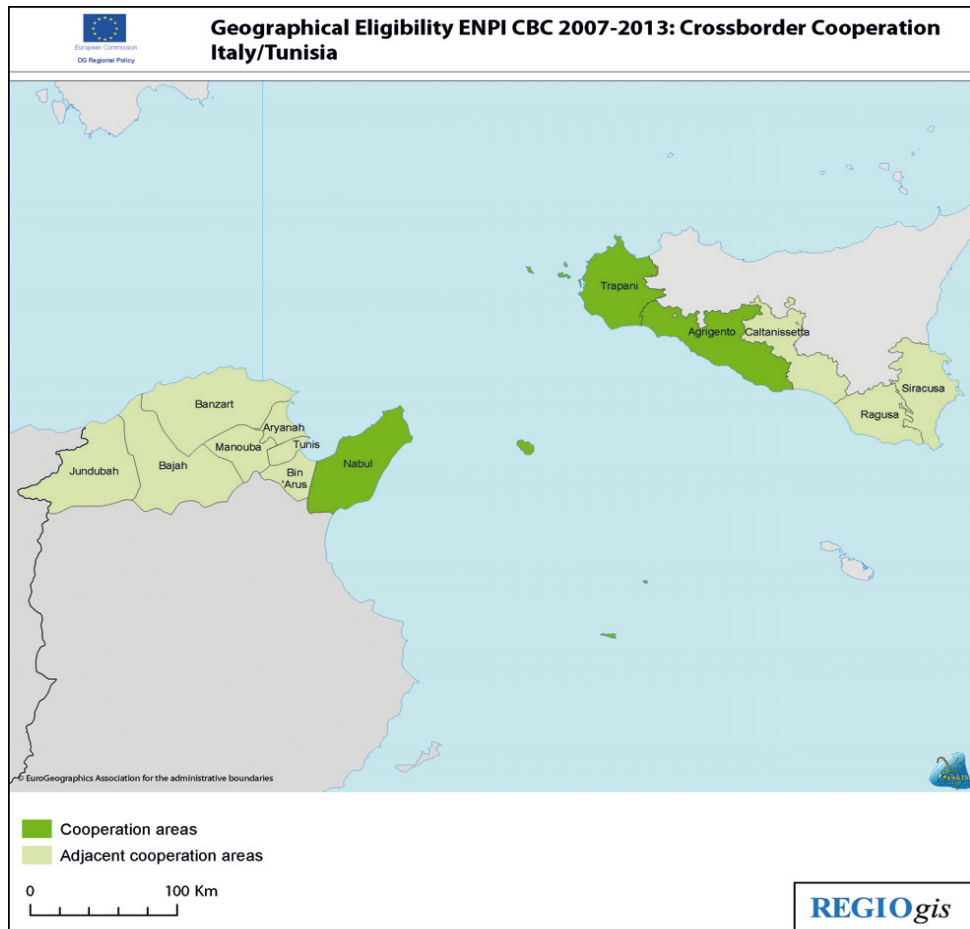 European Commission
DG Regional Policy
Geographical Eligibility ENPI CBC 2007-2013: Crossborder Cooperation
Italy/Tunisia
Trapani
Agrigento
Caltanissetta
Siracusa
Ragusa
Banzart
Aryanah
Tunis
Manouba
Jundubah
Bajah
Bin
'Arus
Nabul
© EuroGeographics Association for the administrative boundaries
Cooperation areas
Adjacent cooperation areas
0 100 Km
REGIOgis